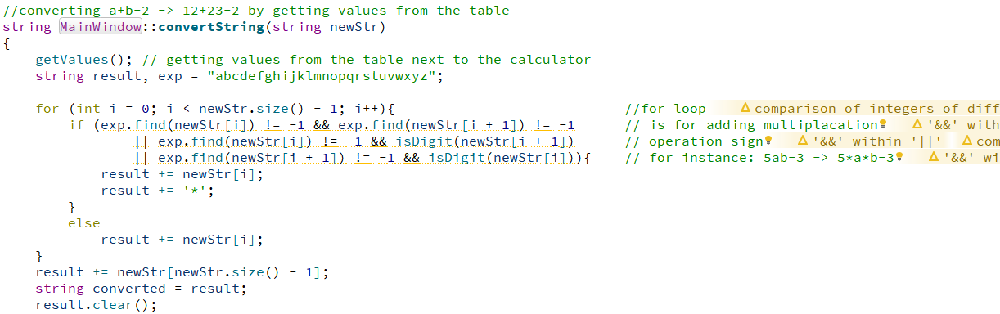 //converting a+b-2 -> 12+23-2 by getting values from the table
string MainWindow::convertString(string newStr)
{
    getValues(); // getting values from the table next to the calculator
    string result, exp = "abcdefghijklmnopqrstuvwxyz";

    for (int i = 0; i < newStr.size() - 1; i++){                            //for loop    ⚠comparison of integers of diff
        if (exp.find(newStr[i]) != -1 && exp.find(newStr[i + 1]) != -1      // is for adding multiplacation   ⚠'&&' with
                || exp.find(newStr[i]) != -1 && isDigit(newStr[i + 1])      // operation sign   ⚠'&&' within '||'  ⚠com
                || exp.find(newStr[i + 1]) != -1 && isDigit(newStr[i])){    // for instance: 5ab-3 -> 5*a*b-3   ⚠'&&' wi
            result += newStr[i];
            result += '*';
        }
        else
            result += newStr[i];
    }
    result += newStr[newStr.size() - 1];
    string converted = result;
    result.clear();